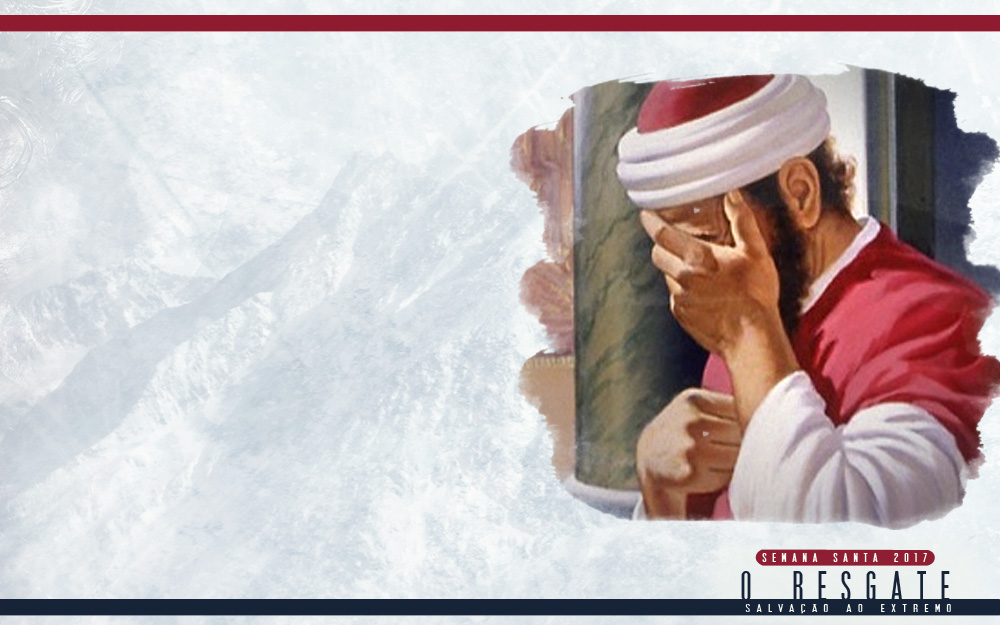 SEMANA SANTA 2017
O RESGATE
SALVAÇÃO AO EXTREMO